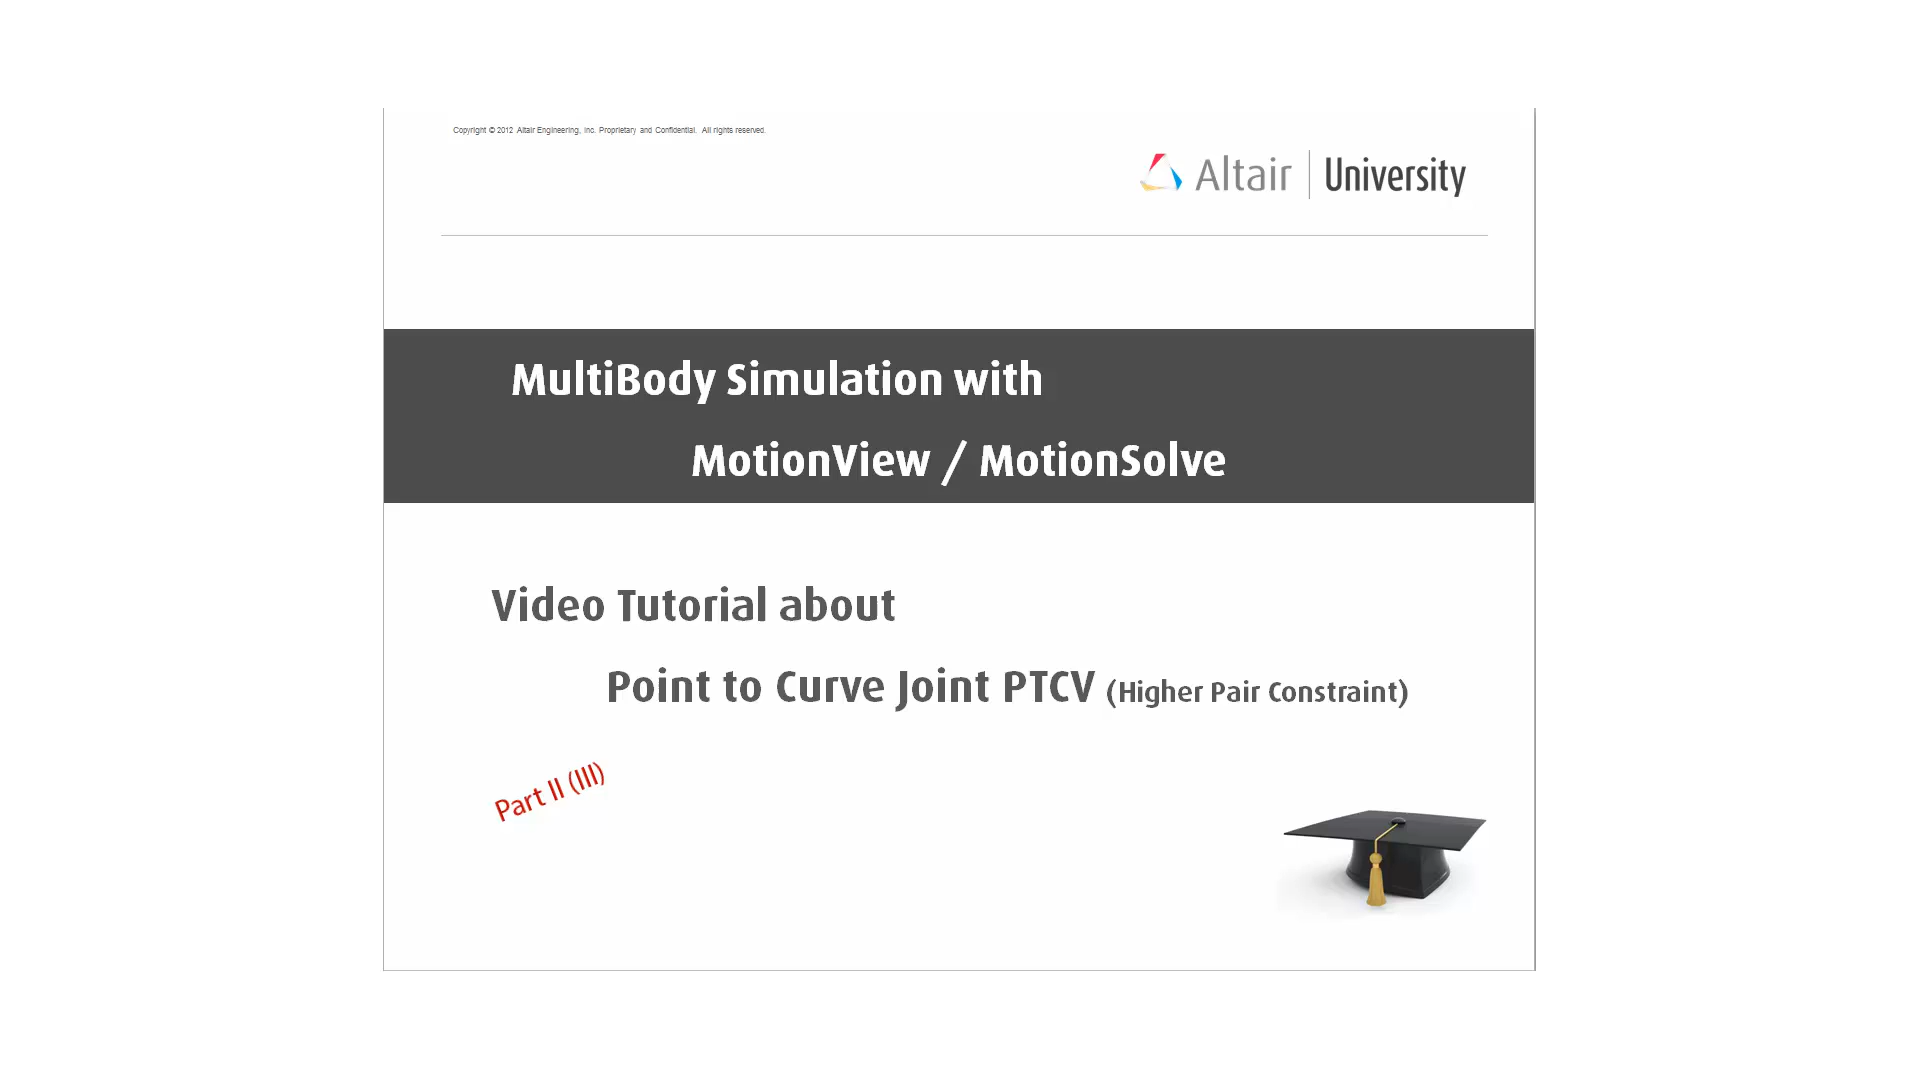 Copyright © 2012 Altair Engineering, Inc. Proprietary and Confidential. All rights reserved.
Altair | University
MultiBody Simulation with
MotionView / MotionSolve
Video Tutorial about
Point to Curve Joint PTCV (Higher Pair Constraint)
Part II (III)